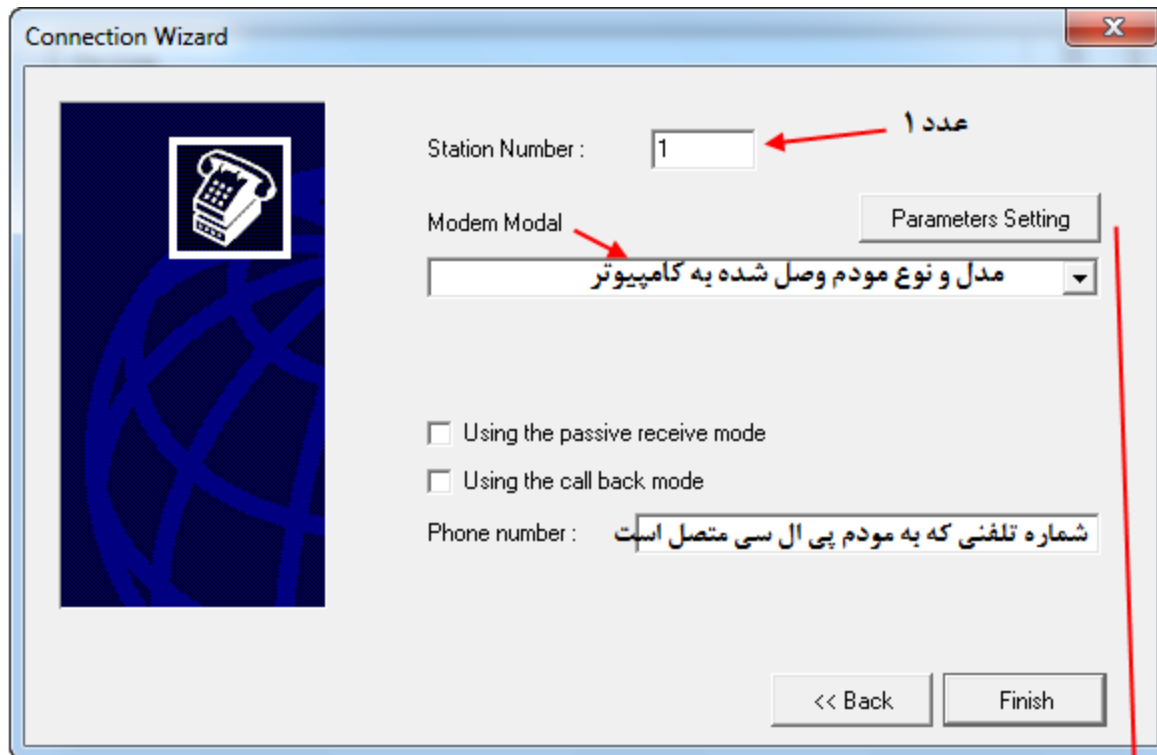 Connection Wizard
عدد ۱
Station Number :
1
Modem Modal
Parameters Setting
مدل و نوع مودم وصل شده به کامپیوتر
Using the passive receive mode
Using the call back mode
Phone number :
شماره تلفنی که به مودم پی ال سی متصل است
<< Back
Finish